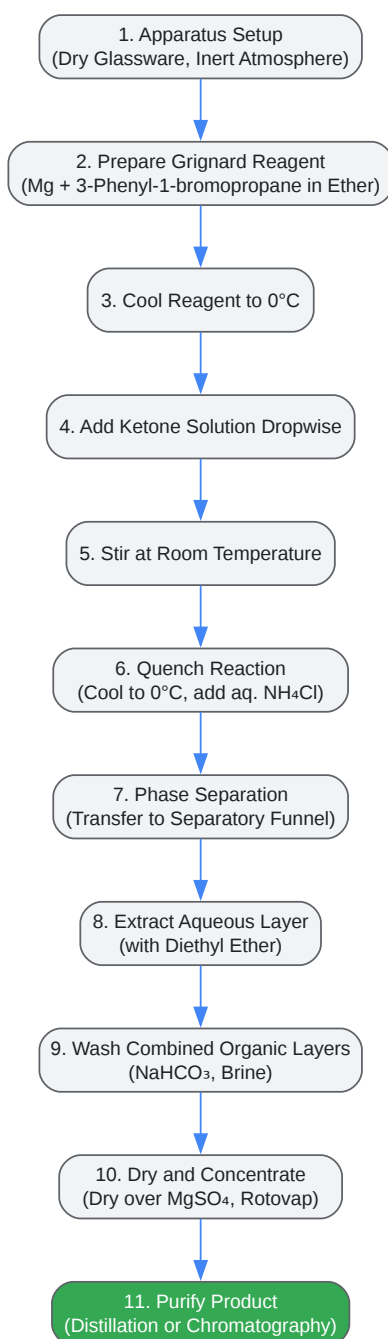 1. Apparatus Setup
(Dry Glassware, Inert Atmosphere)
2. Prepare Grignard Reagent
(Mg + 3-Phenyl-1-bromopropane in Ether)
3. Cool Reagent to 0°C
4. Add Ketone Solution Dropwise
5. Stir at Room Temperature
6. Quench Reaction
(Cool to 0°C, add aq. NH₄Cl)
7. Phase Separation
(Transfer to Separatory Funnel)
8. Extract Aqueous Layer
(with Diethyl Ether)
9. Wash Combined Organic Layers
(NaHCO₃, Brine)
10. Dry and Concentrate
(Dry over MgSO₄, Rotovap)
11. Purify Product
(Distillation or Chromatography)